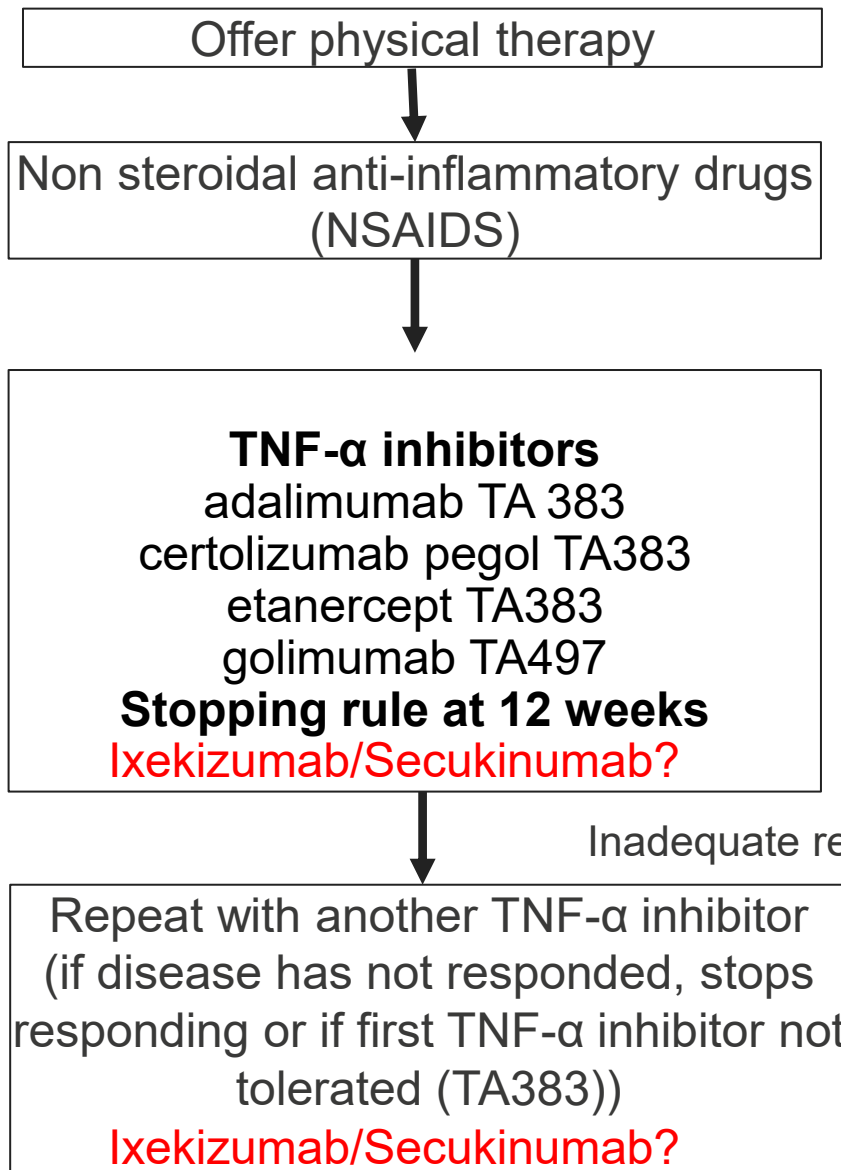 Offer physical therapy
Non steroidal anti-inflammatory drugs
(NSAIDS)
TNF-α inhibitors
adalimumab TA 383
certolizumab pegol TA383
etanercept TA383
golimumab TA497
Stopping rule at 12 weeks
Ixekizumab/Secukinumab?
Inadequate re
Repeat with another TNF-α inhibitor
(if disease has not responded, stops
responding or if first TNF-α inhibitor not
tolerated (TA383))
Ixekizumab/Secukinumab?